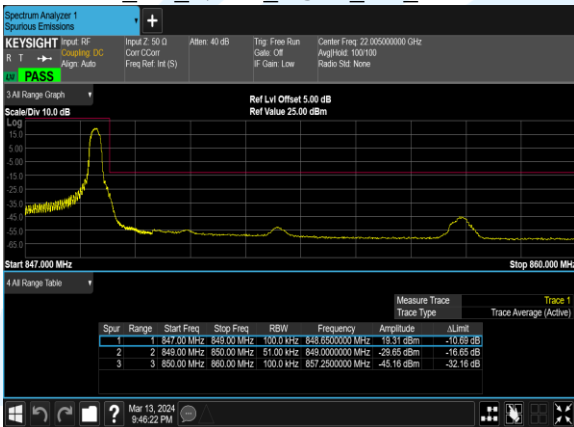 Spectrum Analyzer 1
Spurious Emissions
+
KEYSIGHT Input: RF Input Z: 50 Ω Atten: 40 dB Trig: Free Run Center Freq: 22.005000000 GHz
R T Coupling: DC Corr CCorr Gate: Off Avg|Hold: 100/100
Align: Auto Freq Ref: Int (S) IF Gain: Low Radio Std: None
PASS
3 All Range Graph
Ref Lvl Offset 5.00 dB
Scale/Div 10.0 dB Ref Value 25.00 dBm
Log
15.0
5.00
-5.00
-15.0
-25.0
-35.0
-45.0
-55.0
-65.0
Start 847.000 MHz Stop 860.000 MHz
4 All Range Table
Measure Trace Trace 1
Trace Type Trace Average (Active)
Spur Range Start Freq Stop Freq RBW Frequency Amplitude ΔLimit
1 1 847.00 MHz 849.00 MHz 100.0 kHz 848.6500000 MHz 19.31 dBm -10.69 dB
2 2 849.00 MHz 850.00 MHz 51.00 kHz 849.0000000 MHz -29.65 dBm -16.65 dB
3 3 850.00 MHz 860.00 MHz 100.0 kHz 857.2500000 MHz -45.16 dBm -32.16 dB
?
Mar 13, 2024
9:46:22 PM